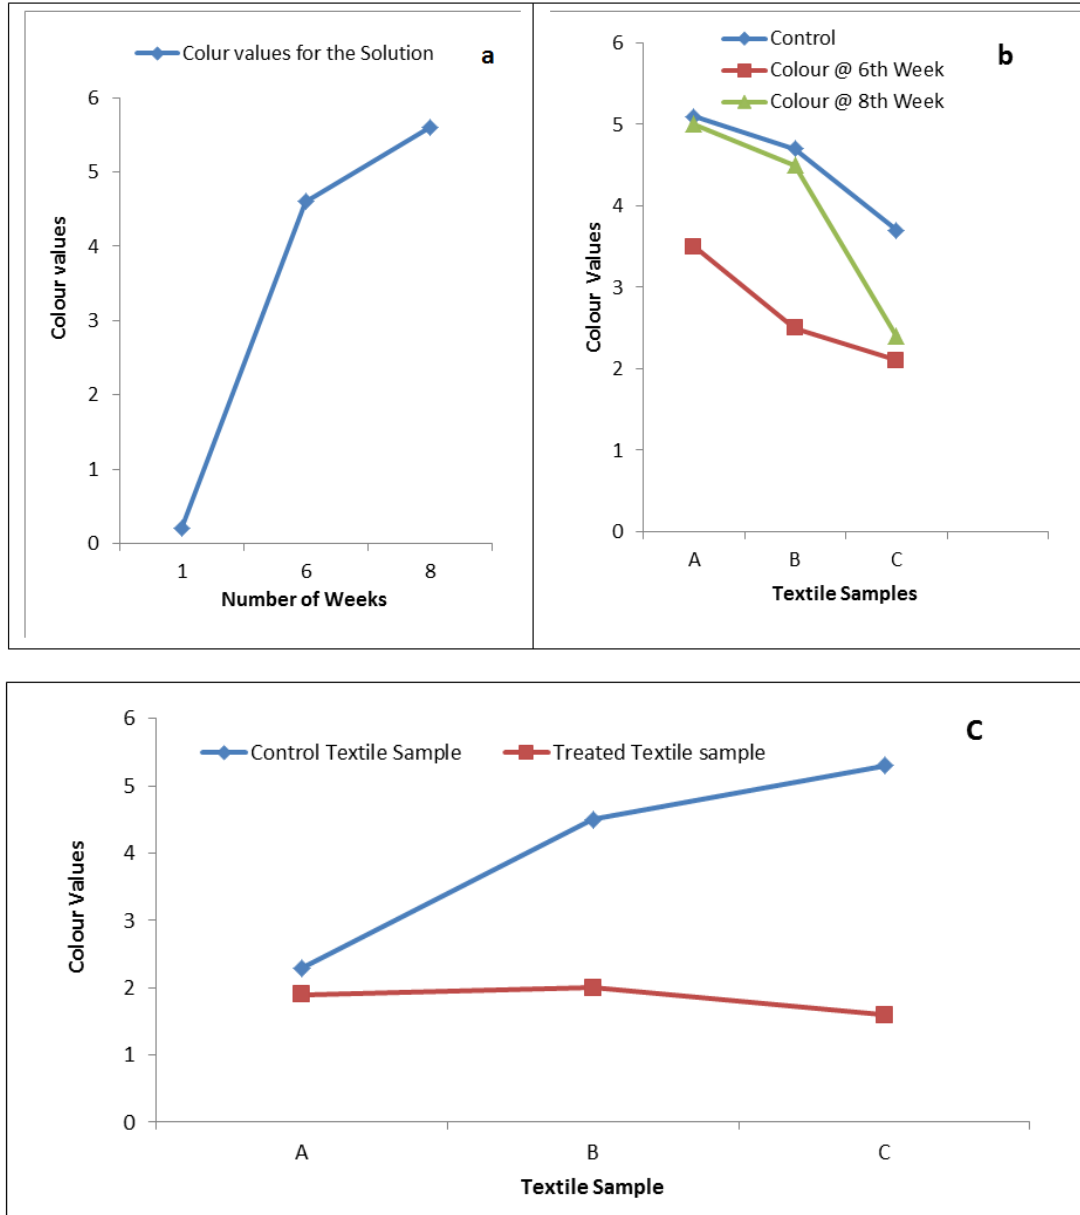 Colur values for the Solution
a
6
5
4
3
2
1
0
Colour values
1 6 8
Number of Weeks
Control
Colour @ 6th Week
Colour @ 8th Week
b
6
5
4
3
2
1
0
Colour Values
A B C
Textile Samples
C
Control Textile Sample Treated Textile sample
6
5
4
3
2
1
0
Colour Values
A B C
Textile Sample